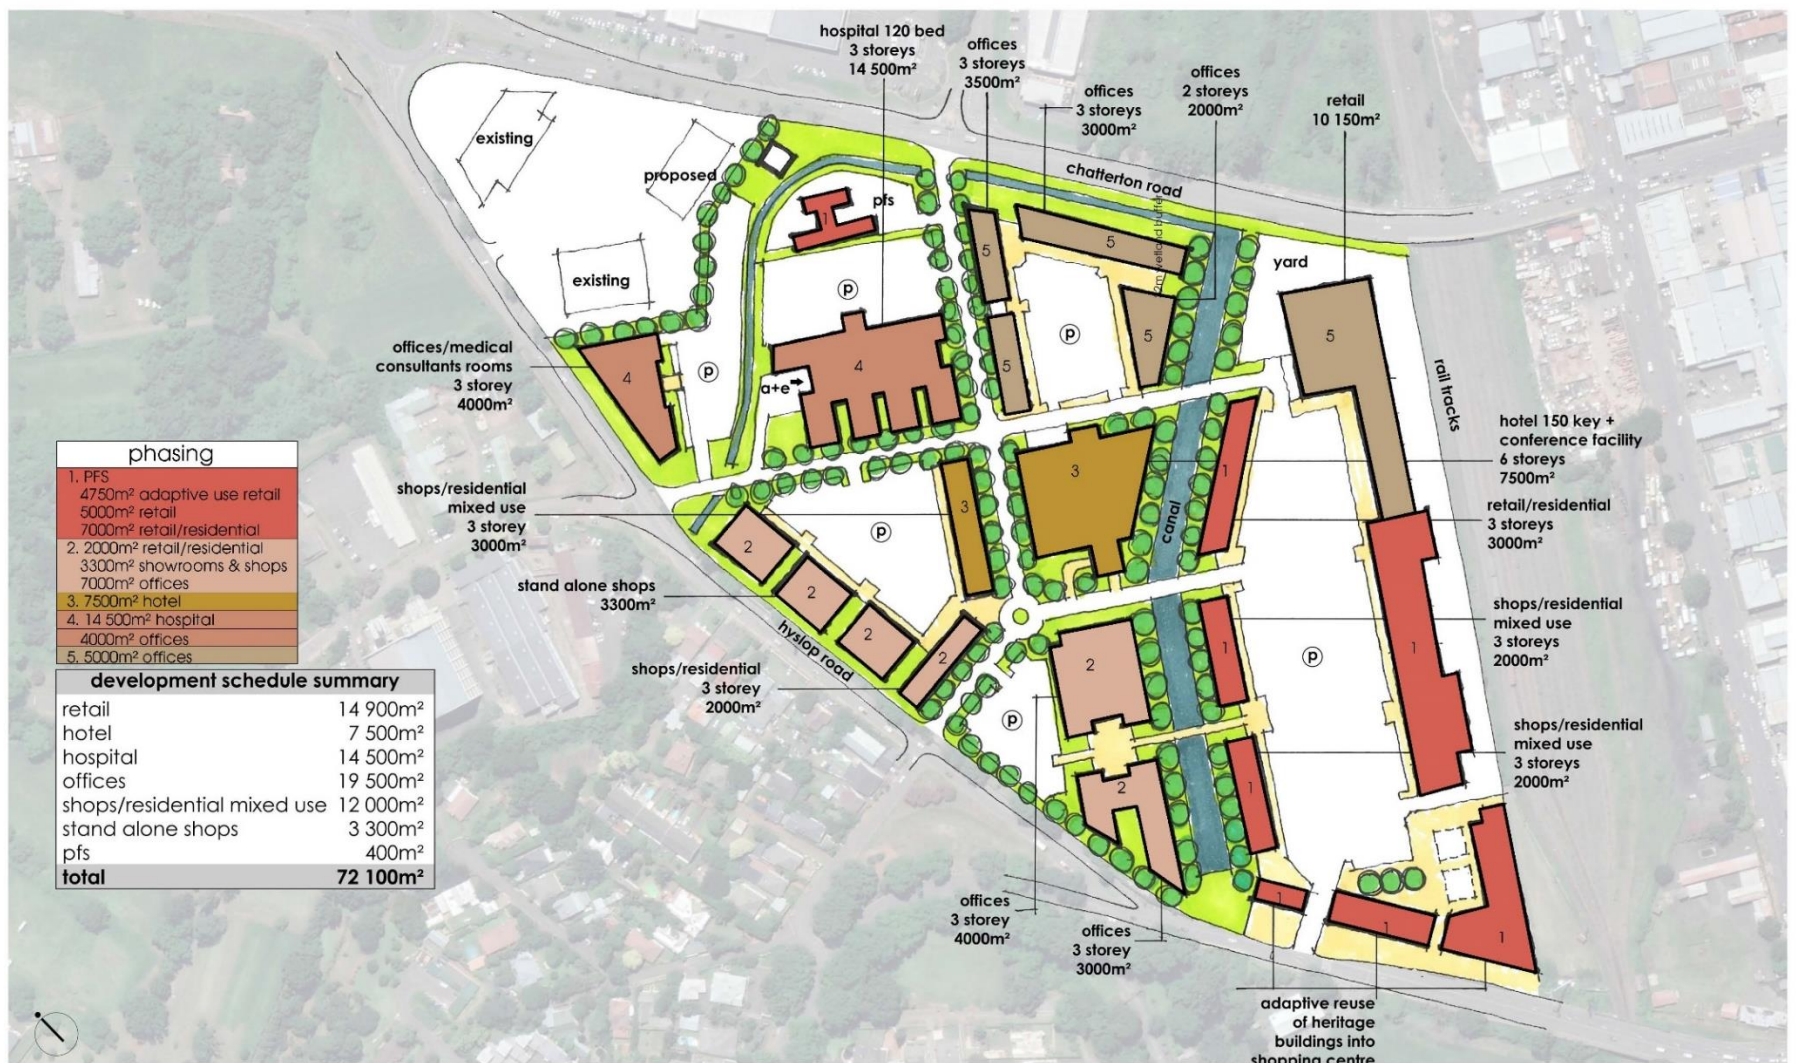 hospital 120 bed
3 storeys
14 500m²
offices
3 storeys
3500m²
offices
3 storeys
3000m²
offices
2 storeys
2000m²
retail
10 150m²
existing
proposed
existing
pfs
1
chatterton road
yard
5
5
5
5
5
p
p
p
4
4
a+e
offices/medical
consultants rooms
3 storey
4000m²
rail tracks
hotel 150 key +
conference facility
6 storeys
7500m²
retail/residential
3 storeys
3000m²
shops/residential
mixed use
3 storeys
2000m²
shops/residential
mixed use
3 storeys
2000m²
phasing
1. PFS
4750m² adaptive use retail
5000m² retail
7000m² retail/residential
2. 2000m² retail/residential
3300m² showrooms & shops
7000m² offices
3. 7500m² hotel
4. 14 500m² hospital
4000m² offices
5. 5000m² offices
shops/residential
mixed use
3 storey
3000m²
stand alone shops
3300m²
shops/residential
3 storey
2000m²
hyslop road
canal
3
3
p
p
p
2
2
2
2
2
2
1
1
1
1
1
1
1
development schedule summary
retail 14 900m²
hotel 7 500m²
hospital 14 500m²
offices 19 500m²
shops/residential mixed use 12 000m²
stand alone shops 3 300m²
pfs 400m²
total 72 100m²
offices
3 storey
4000m²
offices
3 storey
3000m²
adaptive reuse
of heritage
buildings into
shopping centre